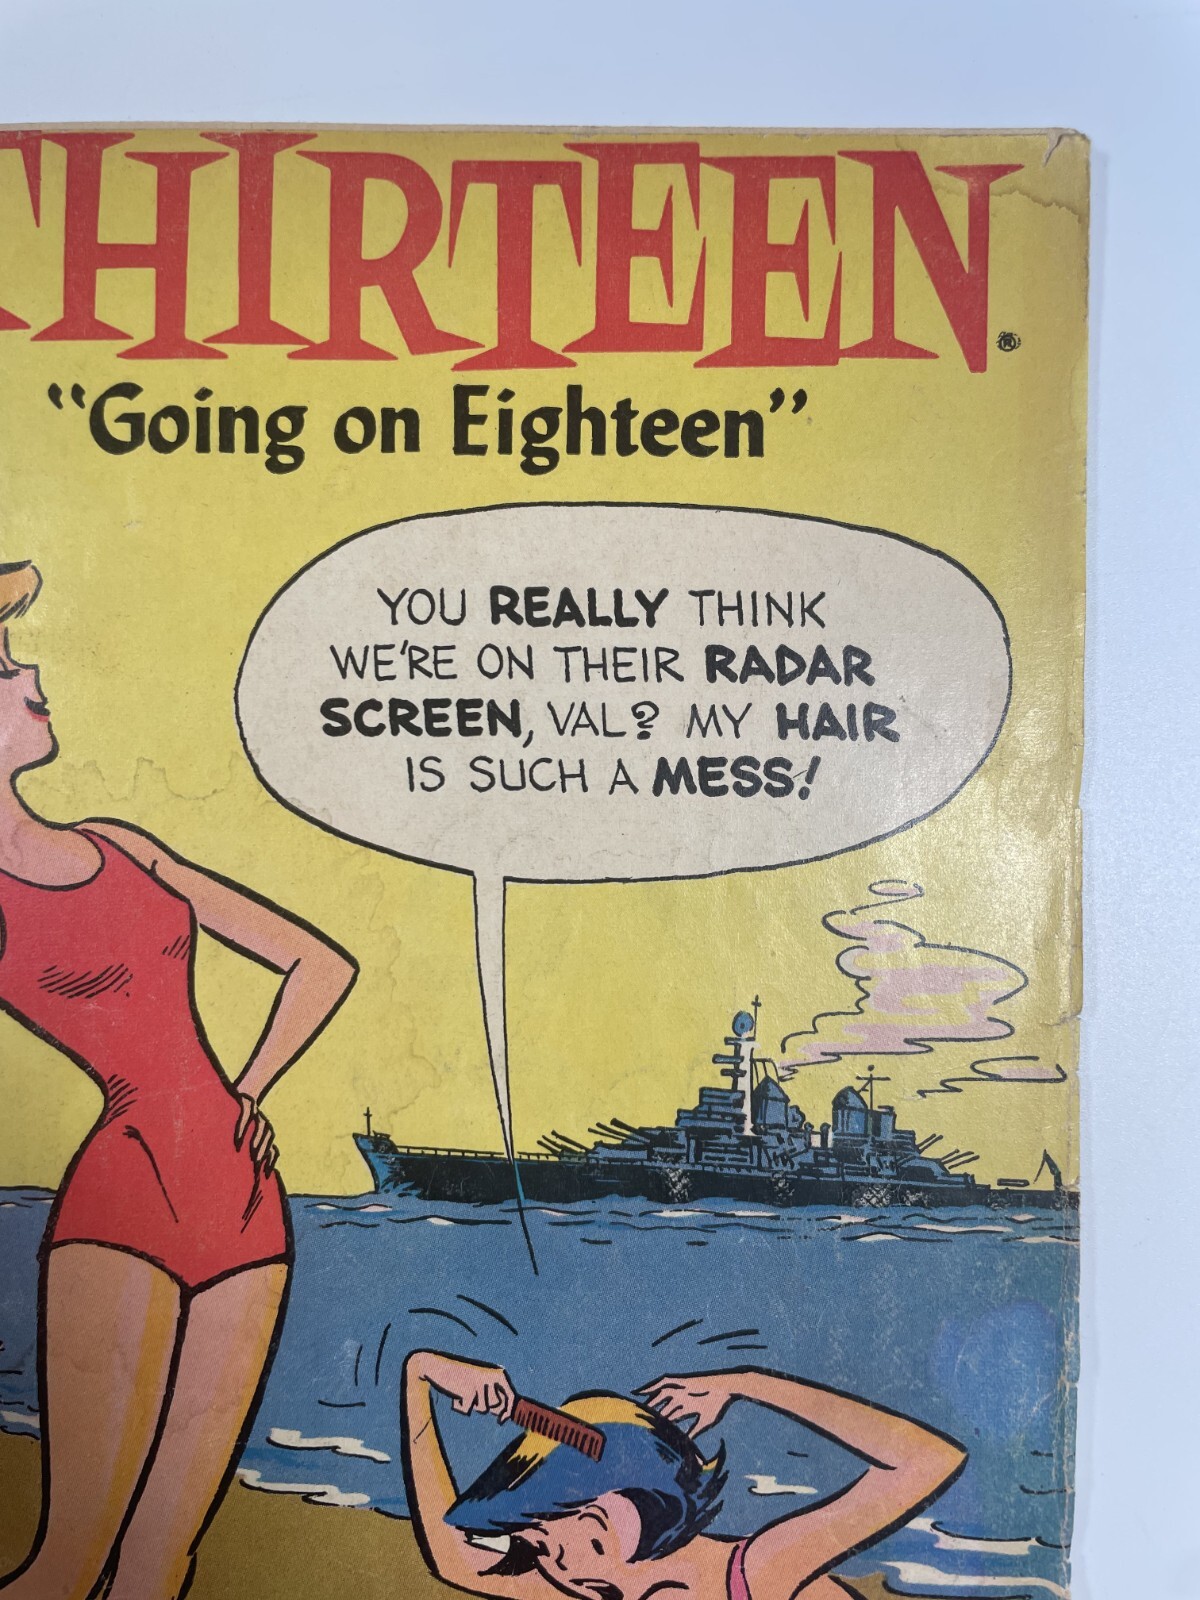 THIRTEEN®
“Going on Eighteen”
YOU REALLY THINK
WE'RE ON THEIR RADAR
SCREEN, VAL? MY HAIR
IS SUCH A MESS!